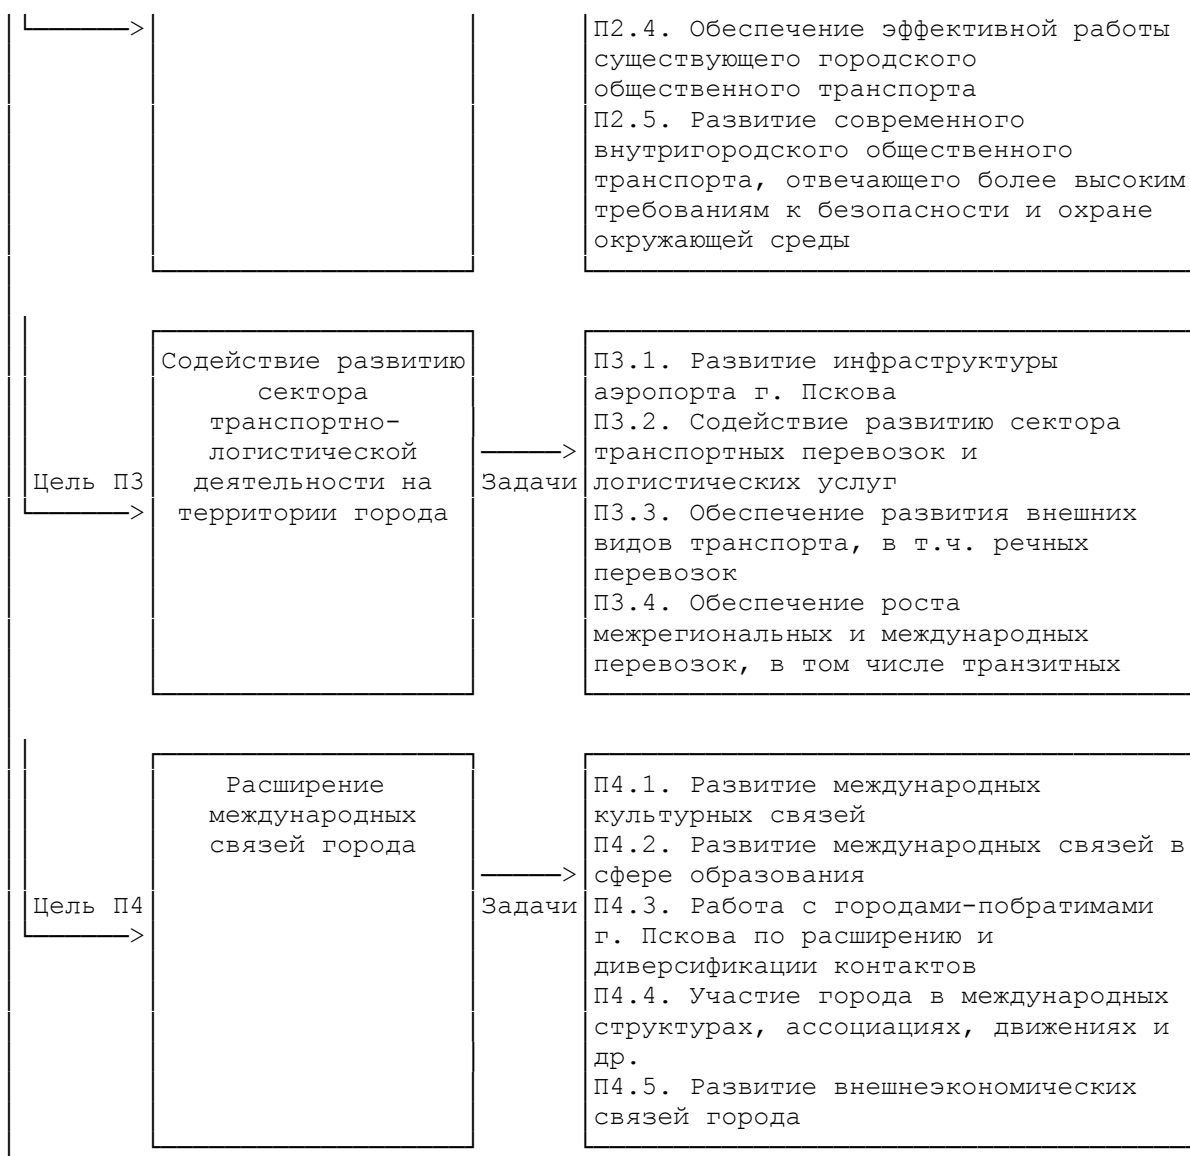 П2.4. Обеспечение эффективной работы
существующего городского
общественного транспорта
П2.5. Развитие современного
внутригородского общественного
транспорта, отвечающего более высоким
требованиям к безопасности и охране
окружающей среды
Цель П3
Содействие развитию
сектора
транспортно-
логистической
деятельности на
территории города
Задачи
П3.1. Развитие инфраструктуры
аэропорта г. Пскова
П3.2. Содействие развитию сектора
транспортных перевозок и
логистических услуг
П3.3. Обеспечение развития внешних
видов транспорта, в т.ч. речных
перевозок
П3.4. Обеспечение роста
межрегиональных и международных
перевозок, в том числе транзитных
Цель П4
Расширение
международных
связей города
Задачи
П4.1. Развитие международных
культурных связей
П4.2. Развитие международных связей в
сфере образования
П4.3. Работа с городами-побратимами
г. Пскова по расширению и
диверсификации контактов
П4.4. Участие города в международных
структурах, ассоциациях, движениях и
др.
П4.5. Развитие внешнеэкономических
связей города